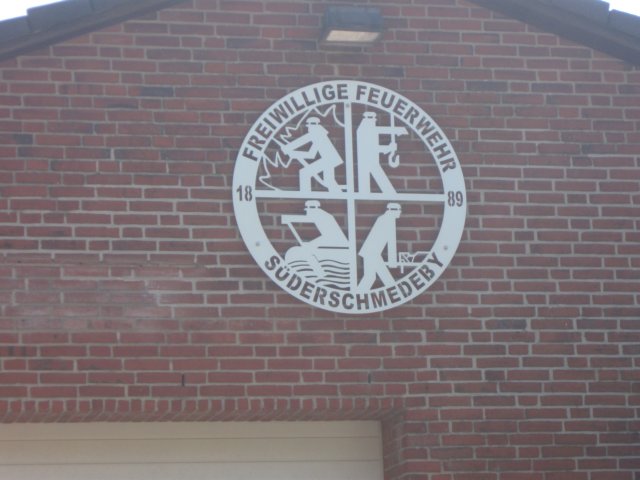 FREIWILLIGE FEUERWEHR
18 89
SÜDERSCHMEDEBY